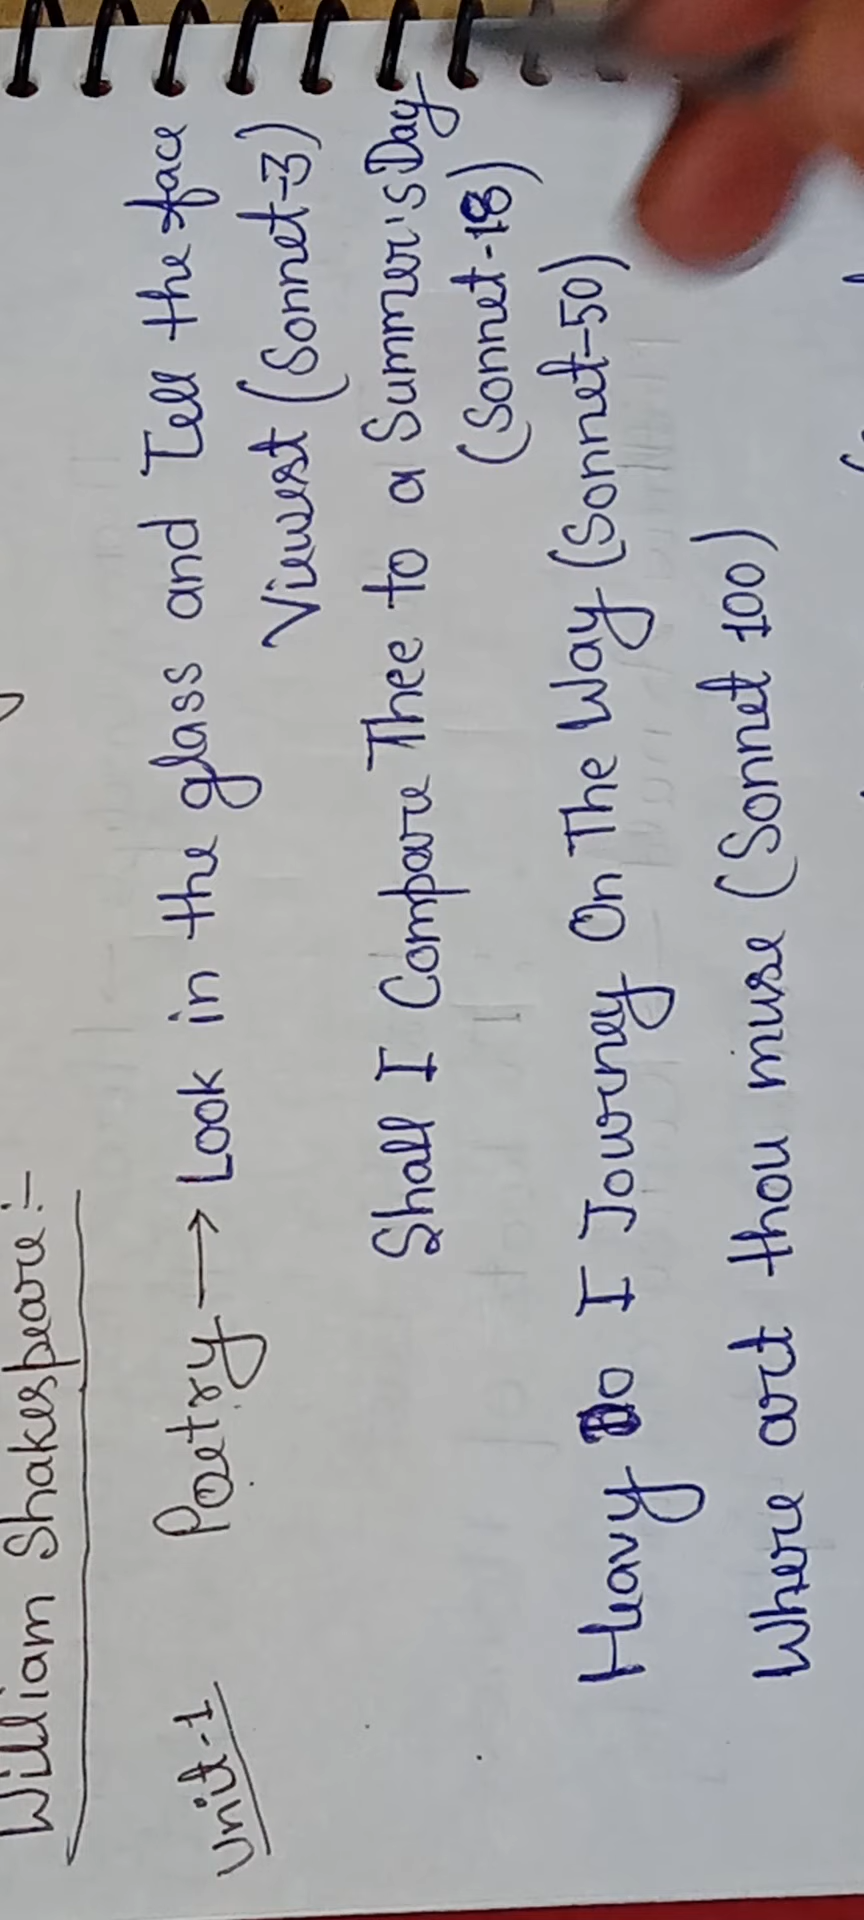 William Shakespeare :-
Unit-1 Poetry → Look in the glass and Tell the face
Viewest (Sonnet-3)
Shall I Compare Thee to a Summer's Day
(Sonnet-18)
Heavy Do I Journey On The Way (Sonnet-50)
Where art thou muse (Sonnet 100)